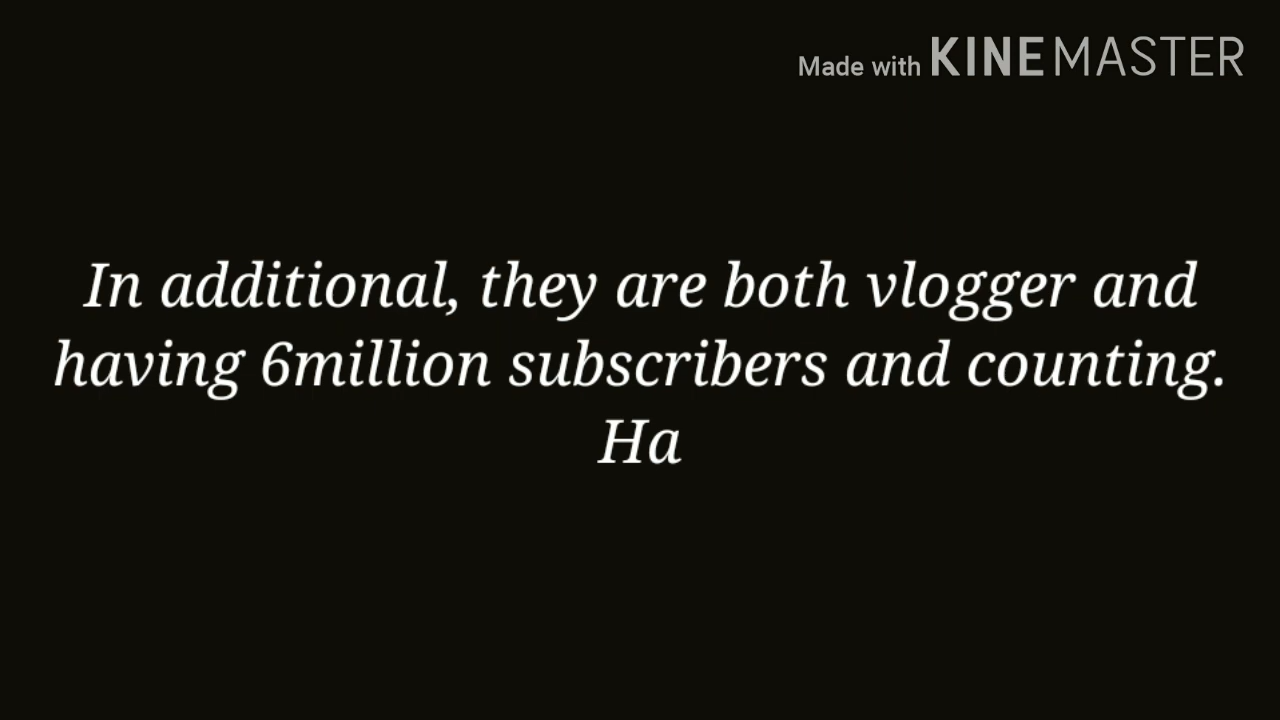 Made with KINEMASTER
In additional, they are both vlogger and
having 6million subscribers and counting.
Ha